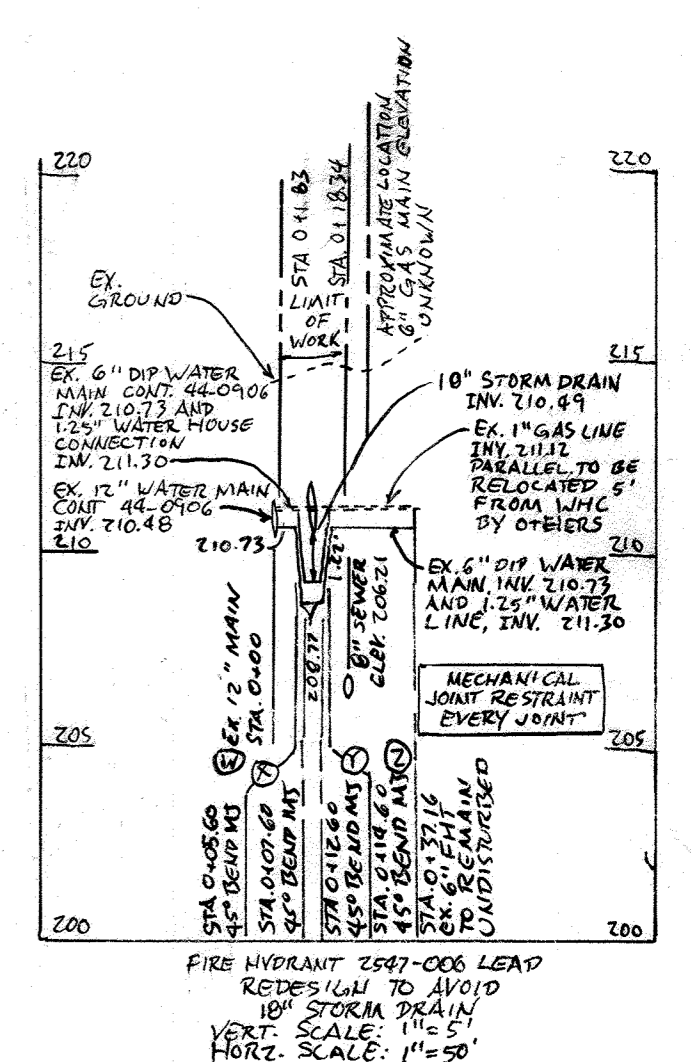 220
220
STA 0+1.83
STA. 0+18.34
APPROXIMATE LOCATION
6" GAS MAIN ELEVATION
UNKNOWN
EX.
GROUND
LIMIT
OF
WORK
215
215
EX. 6" DIP WATER
MAIN CONT. 44-0906
INV. 210.73 AND
1.25" WATER HOUSE
CONNECTION
INV. 211.30
18" STORM DRAIN
INV. 210.49
EX. 1" GAS LINE
INV. 211.12
PARALLEL TO BE
RELOCATED 5'
FROM WHC
BY OTHERS
EX. 12" WATER MAIN
CONT 44-0906
INV. 210.48
210
210.73
210
1.22'
EX. 6" DIP WATER
MAIN, INV. 210.73
AND 1.25" WATER
LINE, INV. 211.30
EX 12" MAIN
STA. 0+00
208.77
8" SEWER
ELEV. 206.21
MECHANICAL
JOINT RESTRAINT
EVERY JOINT
205
205
W
X
Y
Z
STA 0+05.60
45° BEND MJ
STA. 0+07.60
45° BEND MJ
STA 0+12.60
45° BEND MJ
STA. 0+14.60
45° BEND MJ
STA. 0+37.16
EX. 6" FHT
TO REMAIN
UNDISTURBED
200
200
FIRE HYDRANT 2547-006 LEAD
REDESIGN TO AVOID
18" STORM DRAIN
VERT. SCALE: 1"=5'
HORZ. SCALE: 1"=50'